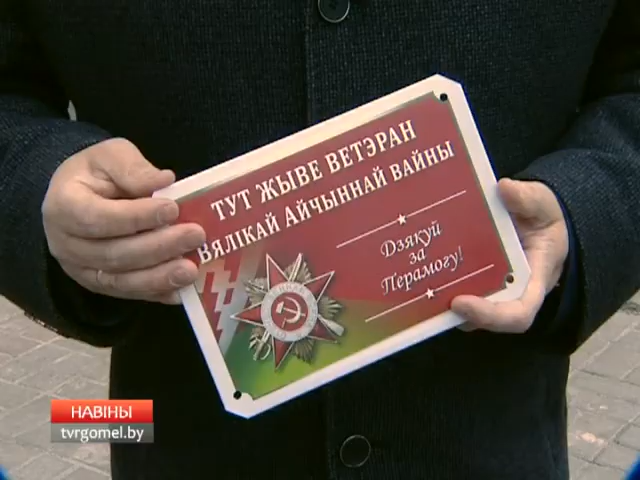 ТУТ ЖЫВЕ ВЕТЭРАН
ВЯЛІКАЙ АЙЧЫННАЙ ВАЙНЫ
Дзякуй
за
Перамогу!
НАВІНЫ
tvrgomel.by